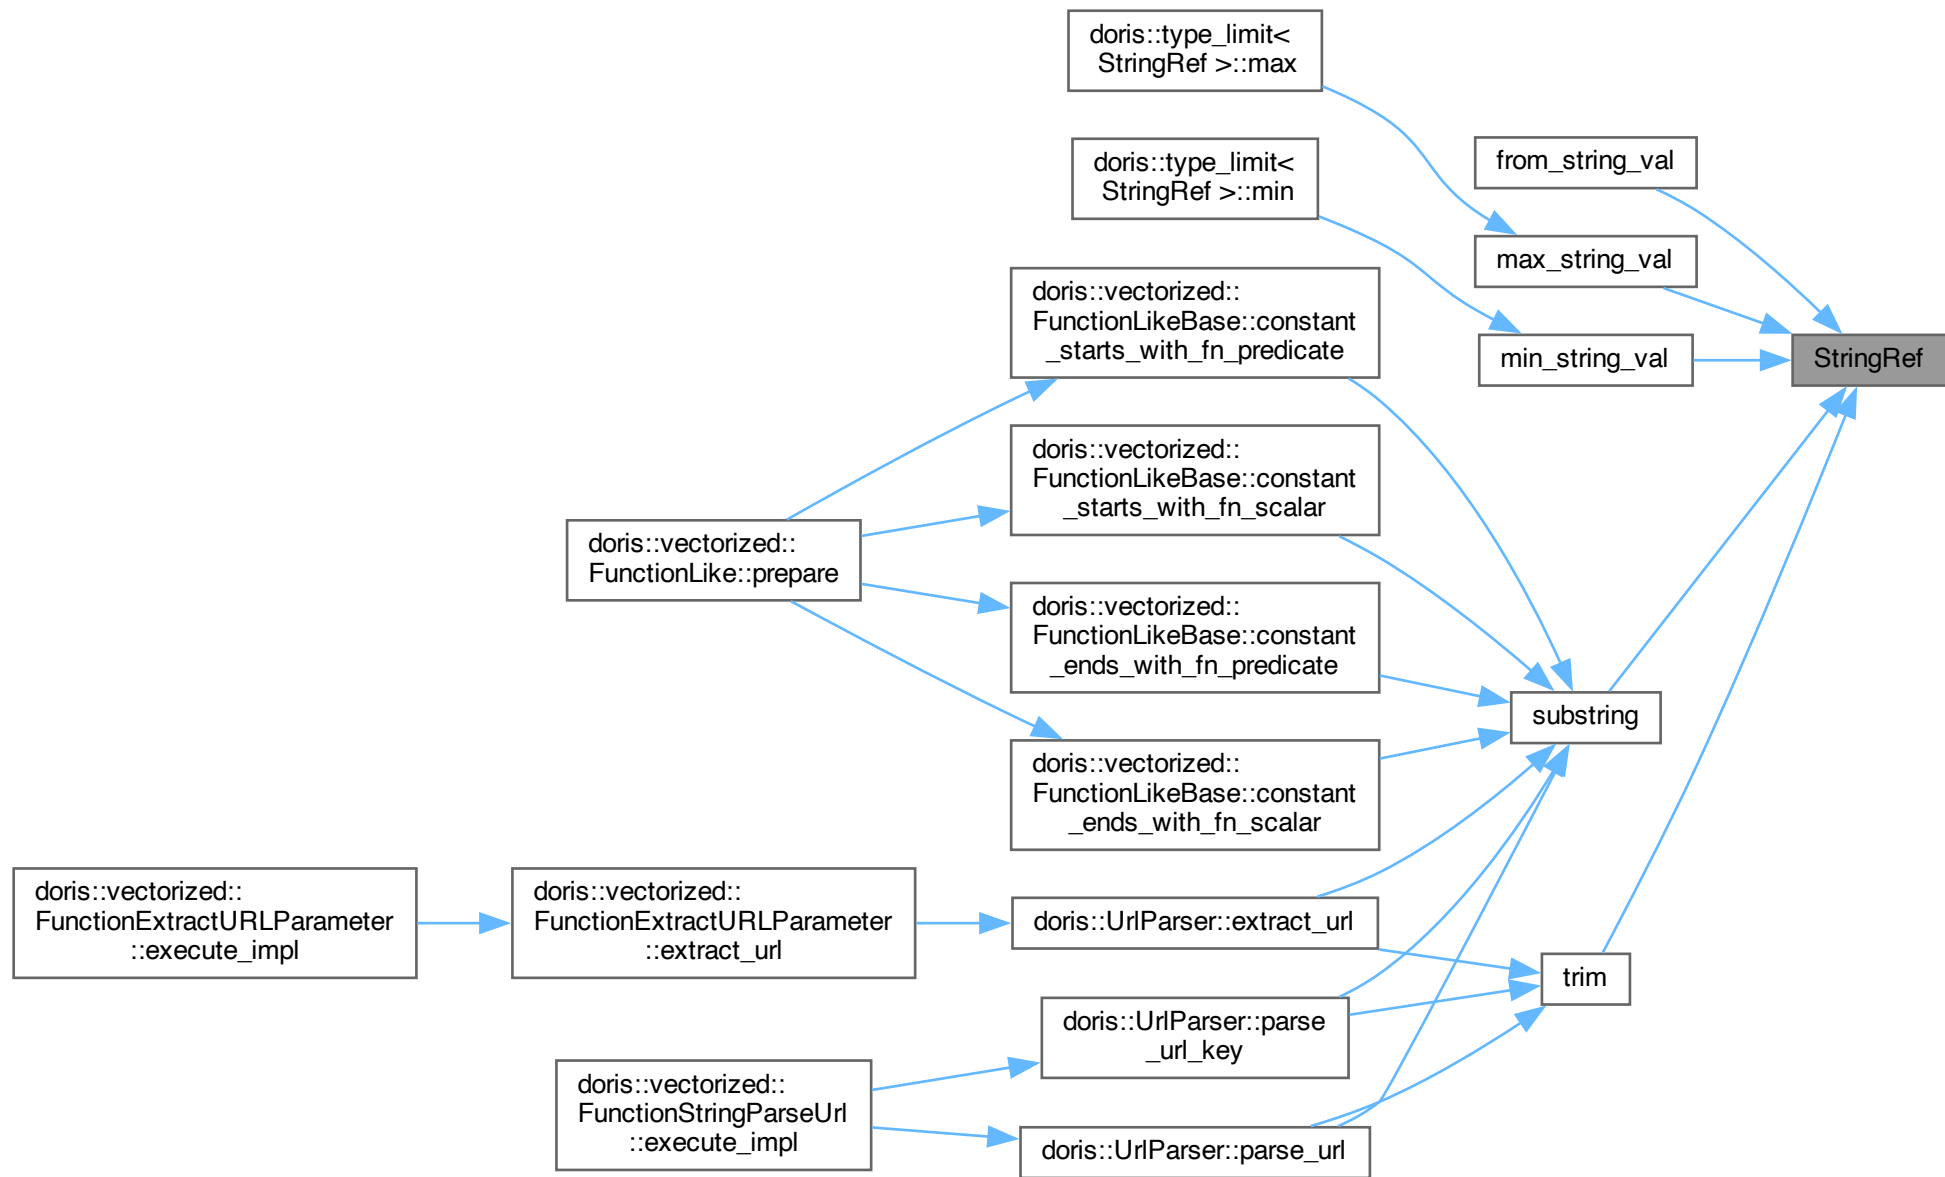 doris::type_limit<
StringRef >::max
from_string_val
doris::type_limit<
StringRef >::min
max_string_val
doris::vectorized::
FunctionLikeBase::constant
_starts_with_fn_predicate
min_string_val
StringRef
doris::vectorized::
FunctionLikeBase::constant
_starts_with_fn_scalar
doris::vectorized::
FunctionLike::prepare
doris::vectorized::
FunctionLikeBase::constant
_ends_with_fn_predicate
substring
doris::vectorized::
FunctionLikeBase::constant
_ends_with_fn_scalar
doris::vectorized::
FunctionExtractURLParameter
::execute_impl
doris::vectorized::
FunctionExtractURLParameter
::extract_url
doris::UrlParser::extract_url
trim
doris::UrlParser::parse
_url_key
doris::vectorized::
FunctionStringParseUrl
::execute_impl
doris::UrlParser::parse_url